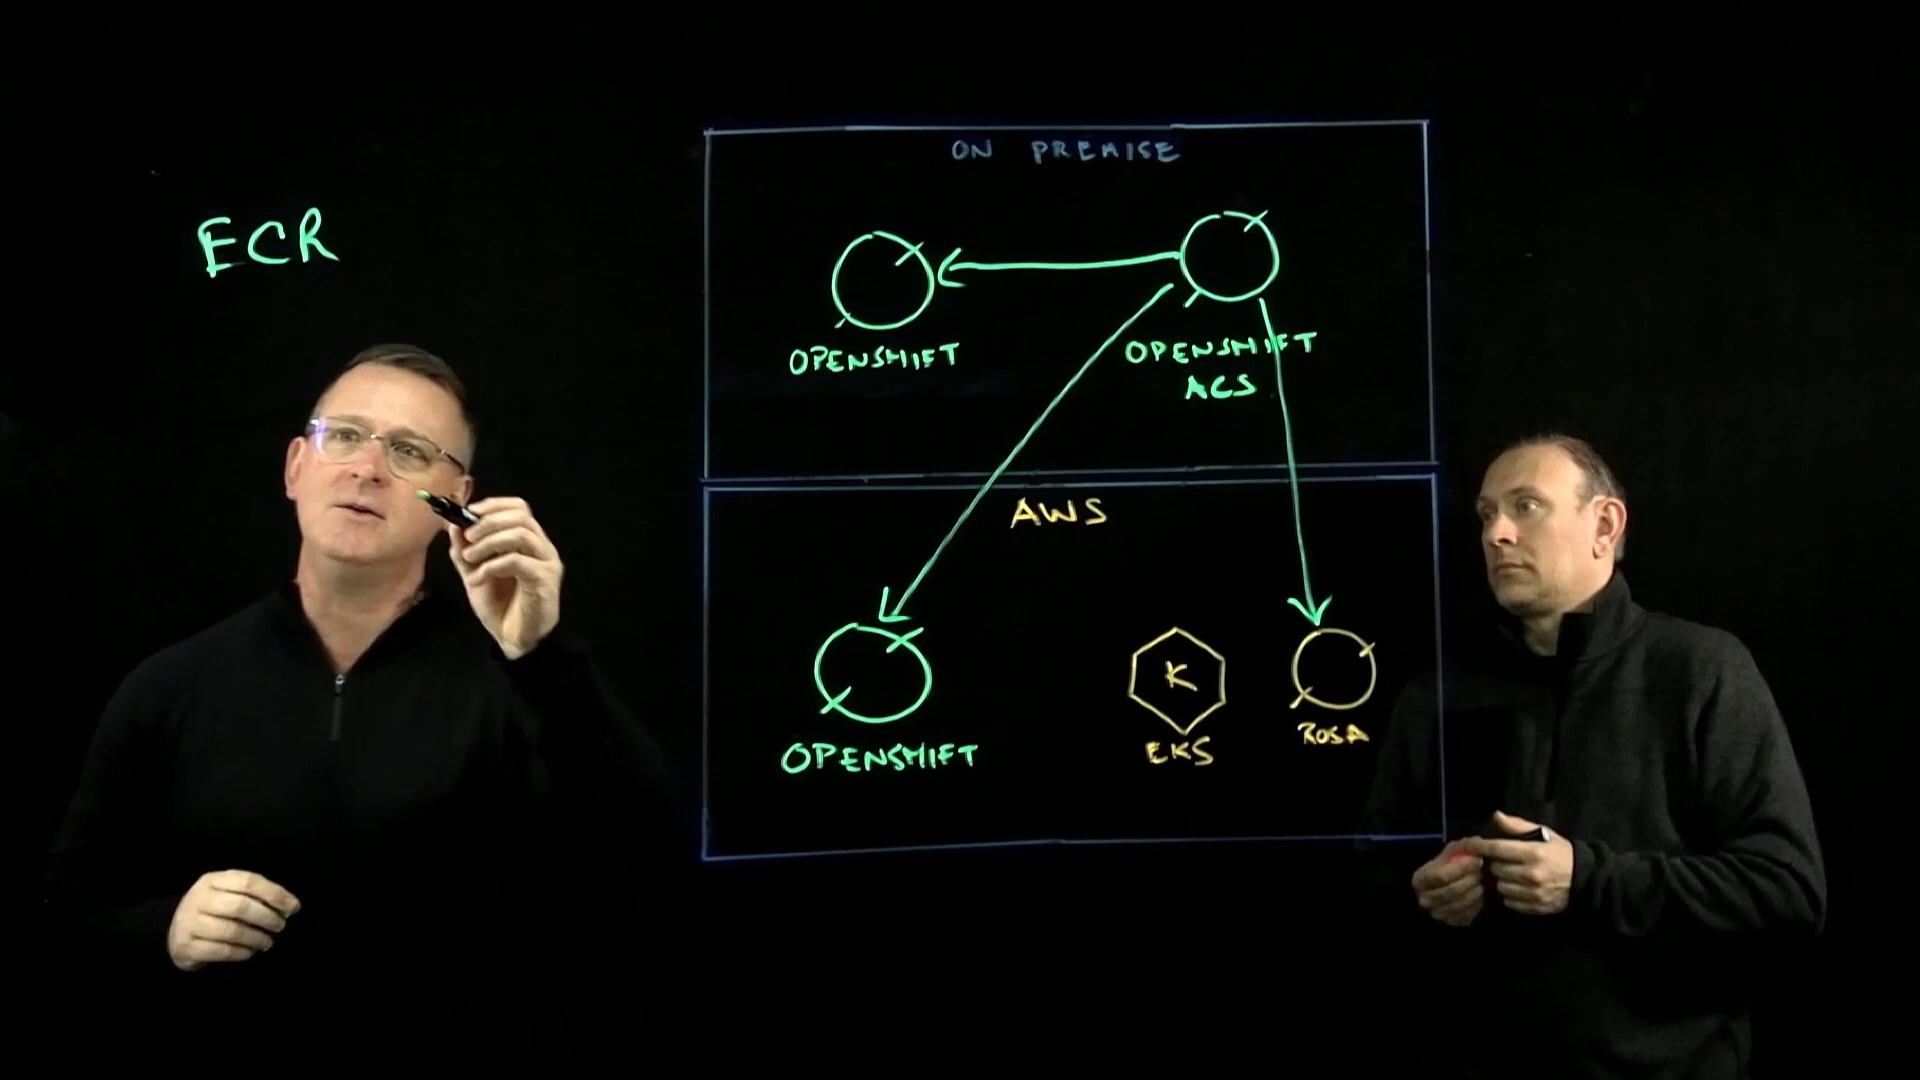 ON PREMISE
ECR
OPENSHIFT
OPENSHIFT
ACS
AWS
K
EKS
ROSA
OPENSHIFT